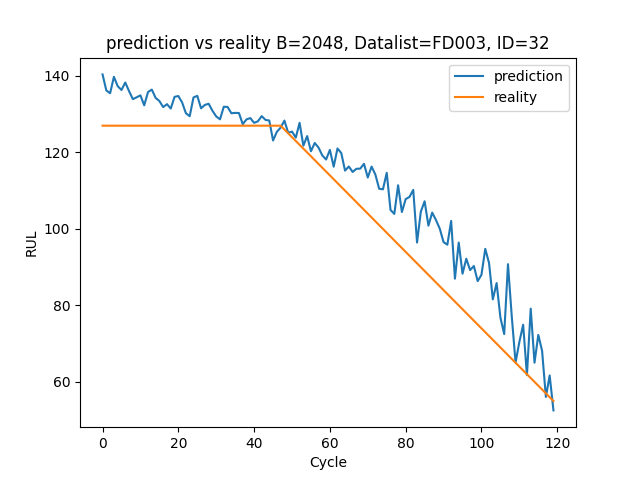 prediction vs reality B=2048, Datalist=FD003, ID=32
prediction
reality
140
120
100
80
60
RUL
0 20 40 60 80 100 120
Cycle